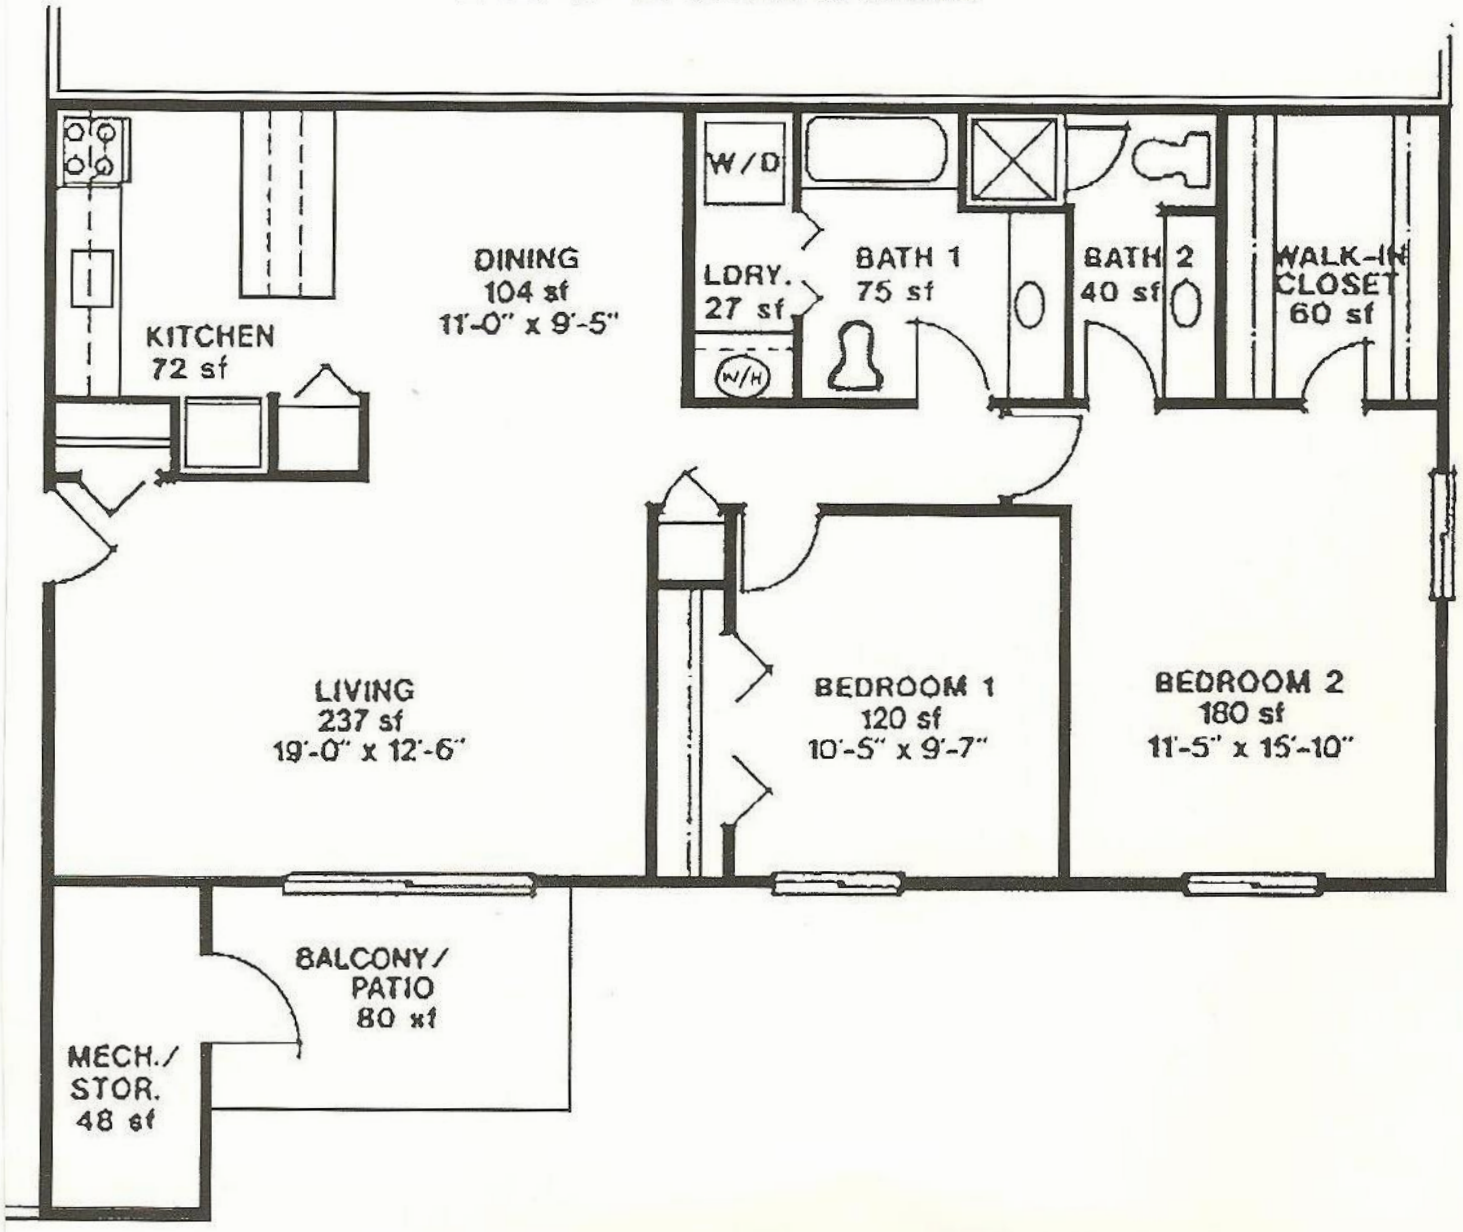 W/D
DINING
104 sf
11'-0" x 9'-5"
LDRY.
27 sf
BATH 1
75 sf
BATH 2
40 sf
WALK-IN
CLOSET
60 sf
KITCHEN
72 sf
W/H
LIVING
237 sf
19'-0" x 12'-6"
BEDROOM 1
120 sf
10'-5" x 9'-7"
BEDROOM 2
180 sf
11'-5" x 15'-10"
BALCONY/
PATIO
80 sf
MECH./
STOR.
48 sf